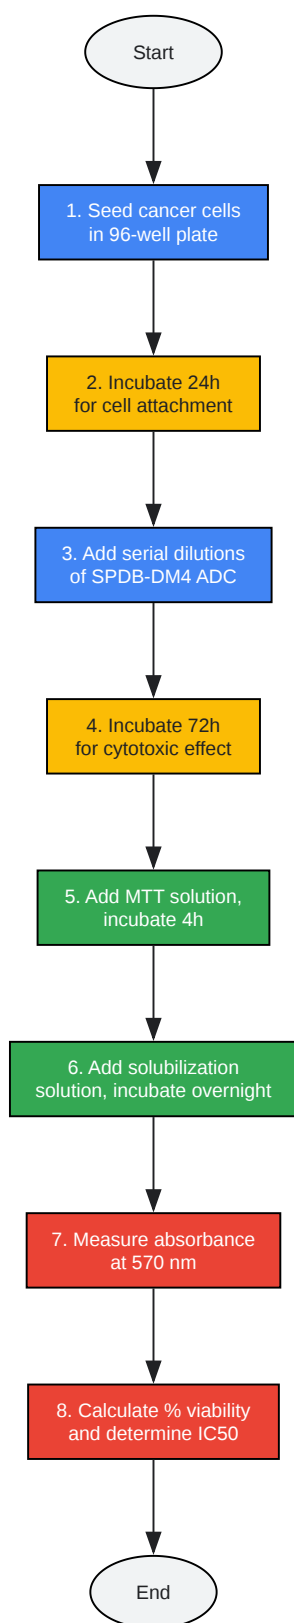 Start
1. Seed cancer cells
in 96-well plate
2. Incubate 24h
for cell attachment
3. Add serial dilutions
of SPDB-DM4 ADC
4. Incubate 72h
for cytotoxic effect
5. Add MTT solution,
incubate 4h
6. Add solubilization
solution, incubate overnight
7. Measure absorbance
at 570 nm
8. Calculate % viability
and determine IC50
End